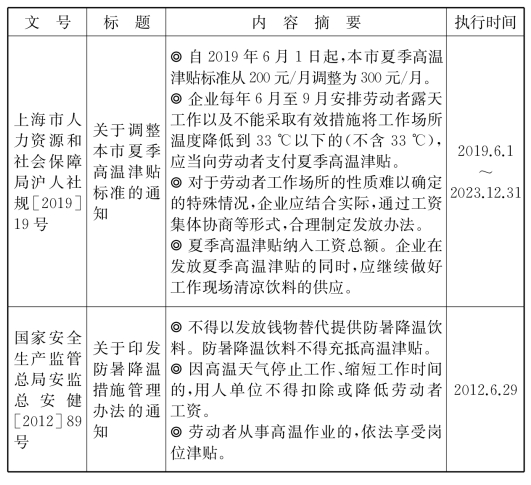 文　号　标　题　内　容　摘　要　执行时间
上海市人
力资源和
社会保障
局沪人社
规[2019]
19号
关于调整
本市夏季
高温津贴
标准的通
知
◎ 自2019年6月1日起,本市夏季高温
津贴标准从200元/月调整为300元/月。
◎ 企业每年6月至9月安排劳动者露天
工作以及不能采取有效措施将工作场所
温度降低到33℃以下的(不含33℃),
应当向劳动者支付夏季高温津贴。
◎ 对于劳动者工作场所的性质难以确定
的特殊情况,企业应结合实际,通过工资
集体协商等形式,合理制定发放办法。
◎ 夏季高温津贴纳入工资总额。企业在
发放夏季高温津贴的同时,应继续做好
工作现场清凉饮料的供应。
2019.6.1
～
2023.12.31
国家安全
生产监管
总局安监
总安健
[2012]89
号
关于印发
防暑降温
措施管理
办法的通
知
◎ 不得以发放钱物替代提供防暑降温饮
料。防暑降温饮料不得充抵高温津贴。
◎ 因高温天气停止工作、缩短工作时间
的,用人单位不得扣除或降低劳动者
工资。
◎ 劳动者从事高温作业的,依法享受岗
位津贴。
2012.6.29